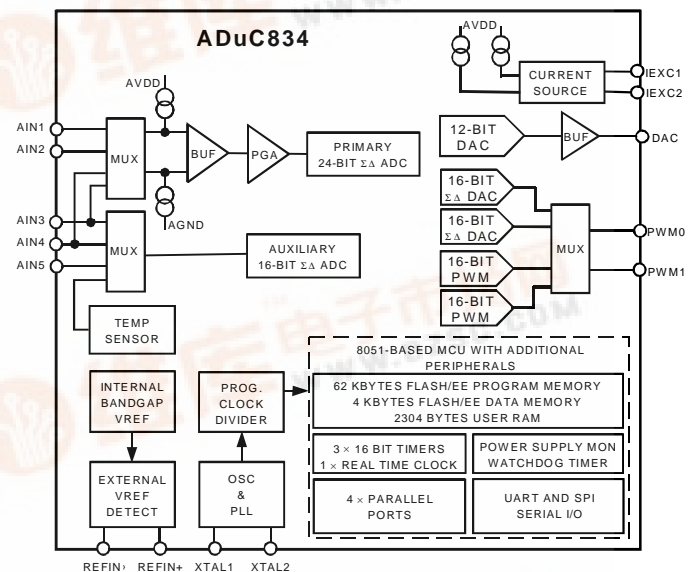 ADuC834
AVDD
CURRENT
SOURCE
IEXC1
IEXC2
AVDD
AIN1
AIN2
MUX
BUF
PGA
PRIMARY
24-BIT ΣΔ ADC
AGND
12-BIT
DAC
BUF
DAC
AIN3
AIN4
AIN5
MUX
AUXILIARY
16-BIT ΣΔ ADC
TEMP
SENSOR
16-BIT
ΣΔ DAC
16-BIT
ΣΔ DAC
16-BIT
PWM
16-BIT
PWM
MUX
PWM0
PWM1
INTERNAL
BANDGAP
VREF
EXTERNAL
VREF
DETECT
PROG.
CLOCK
DIVIDER
OSC
&
PLL
8051-BASED MCU WITH ADDITIONAL
PERIPHERALS
62 KBYTES FLASH/EE PROGRAM MEMORY
4 KBYTES FLASH/EE DATA MEMORY
2304 BYTES USER RAM
3 × 16 BIT TIMERS
1 × REAL TIME CLOCK
POWER SUPPLY MON
WATCHDOG TIMER
4 × PARALLEL
PORTS
UART AND SPI
SERIAL I/O
REFIN› REFIN+ XTAL1 XTAL2